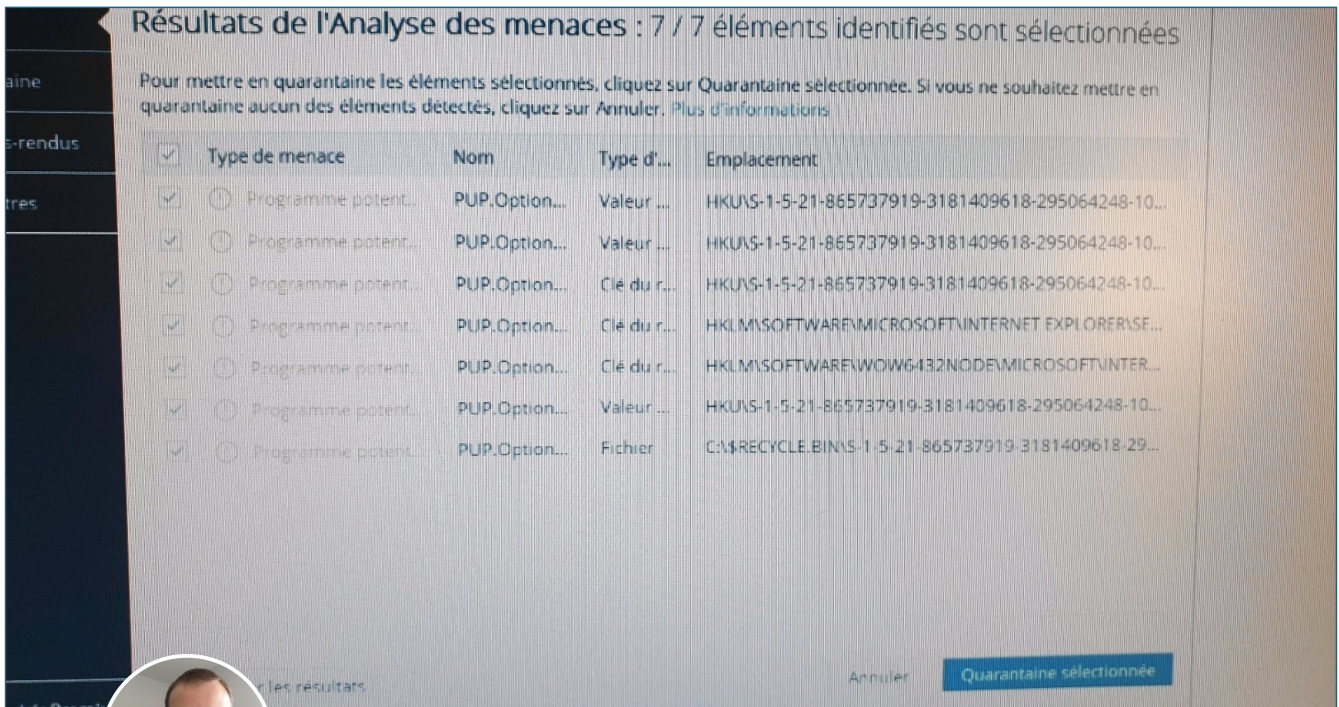 Résultats de l'Analyse des menaces : 7 / 7 éléments identifiés sont sélectionnées
aine
Pour mettre en quarantaine les éléments sélectionnés, cliquez sur Quarantaine sélectionnée. Si vous ne souhaitez mettre en
quarantaine aucun des éléments détectés, cliquez sur Annuler. Plus d'informations
s-rendus
Type de menace Nom Type d'... Emplacement
tres
Programme potent... PUP.Option... Valeur ... HKU\S-1-5-21-865737919-3181409618-295064248-10...
Programme potent... PUP.Option... Valeur ... HKU\S-1-5-21-865737919-3181409618-295064248-10...
Programme potent... PUP.Option... Clé du r... HKU\S-1-5-21-865737919-3181409618-295064248-10...
Programme potent... PUP.Option... Clé du r... HKLM\SOFTWARE\MICROSOFT\INTERNET EXPLORER\SE...
Programme potent... PUP.Option... Clé du r... HKLM\SOFTWARE\WOW6432NODE\MICROSOFT\INTER...
Programme potent... PUP.Option... Valeur ... HKU\S-1-5-21-865737919-3181409618-295064248-10...
Programme potent... PUP.Option... Fichier C:\$RECYCLE.BIN\S-1-5-21-865737919-3181409618-29...
les résultats Annuler Quarantaine sélectionnée